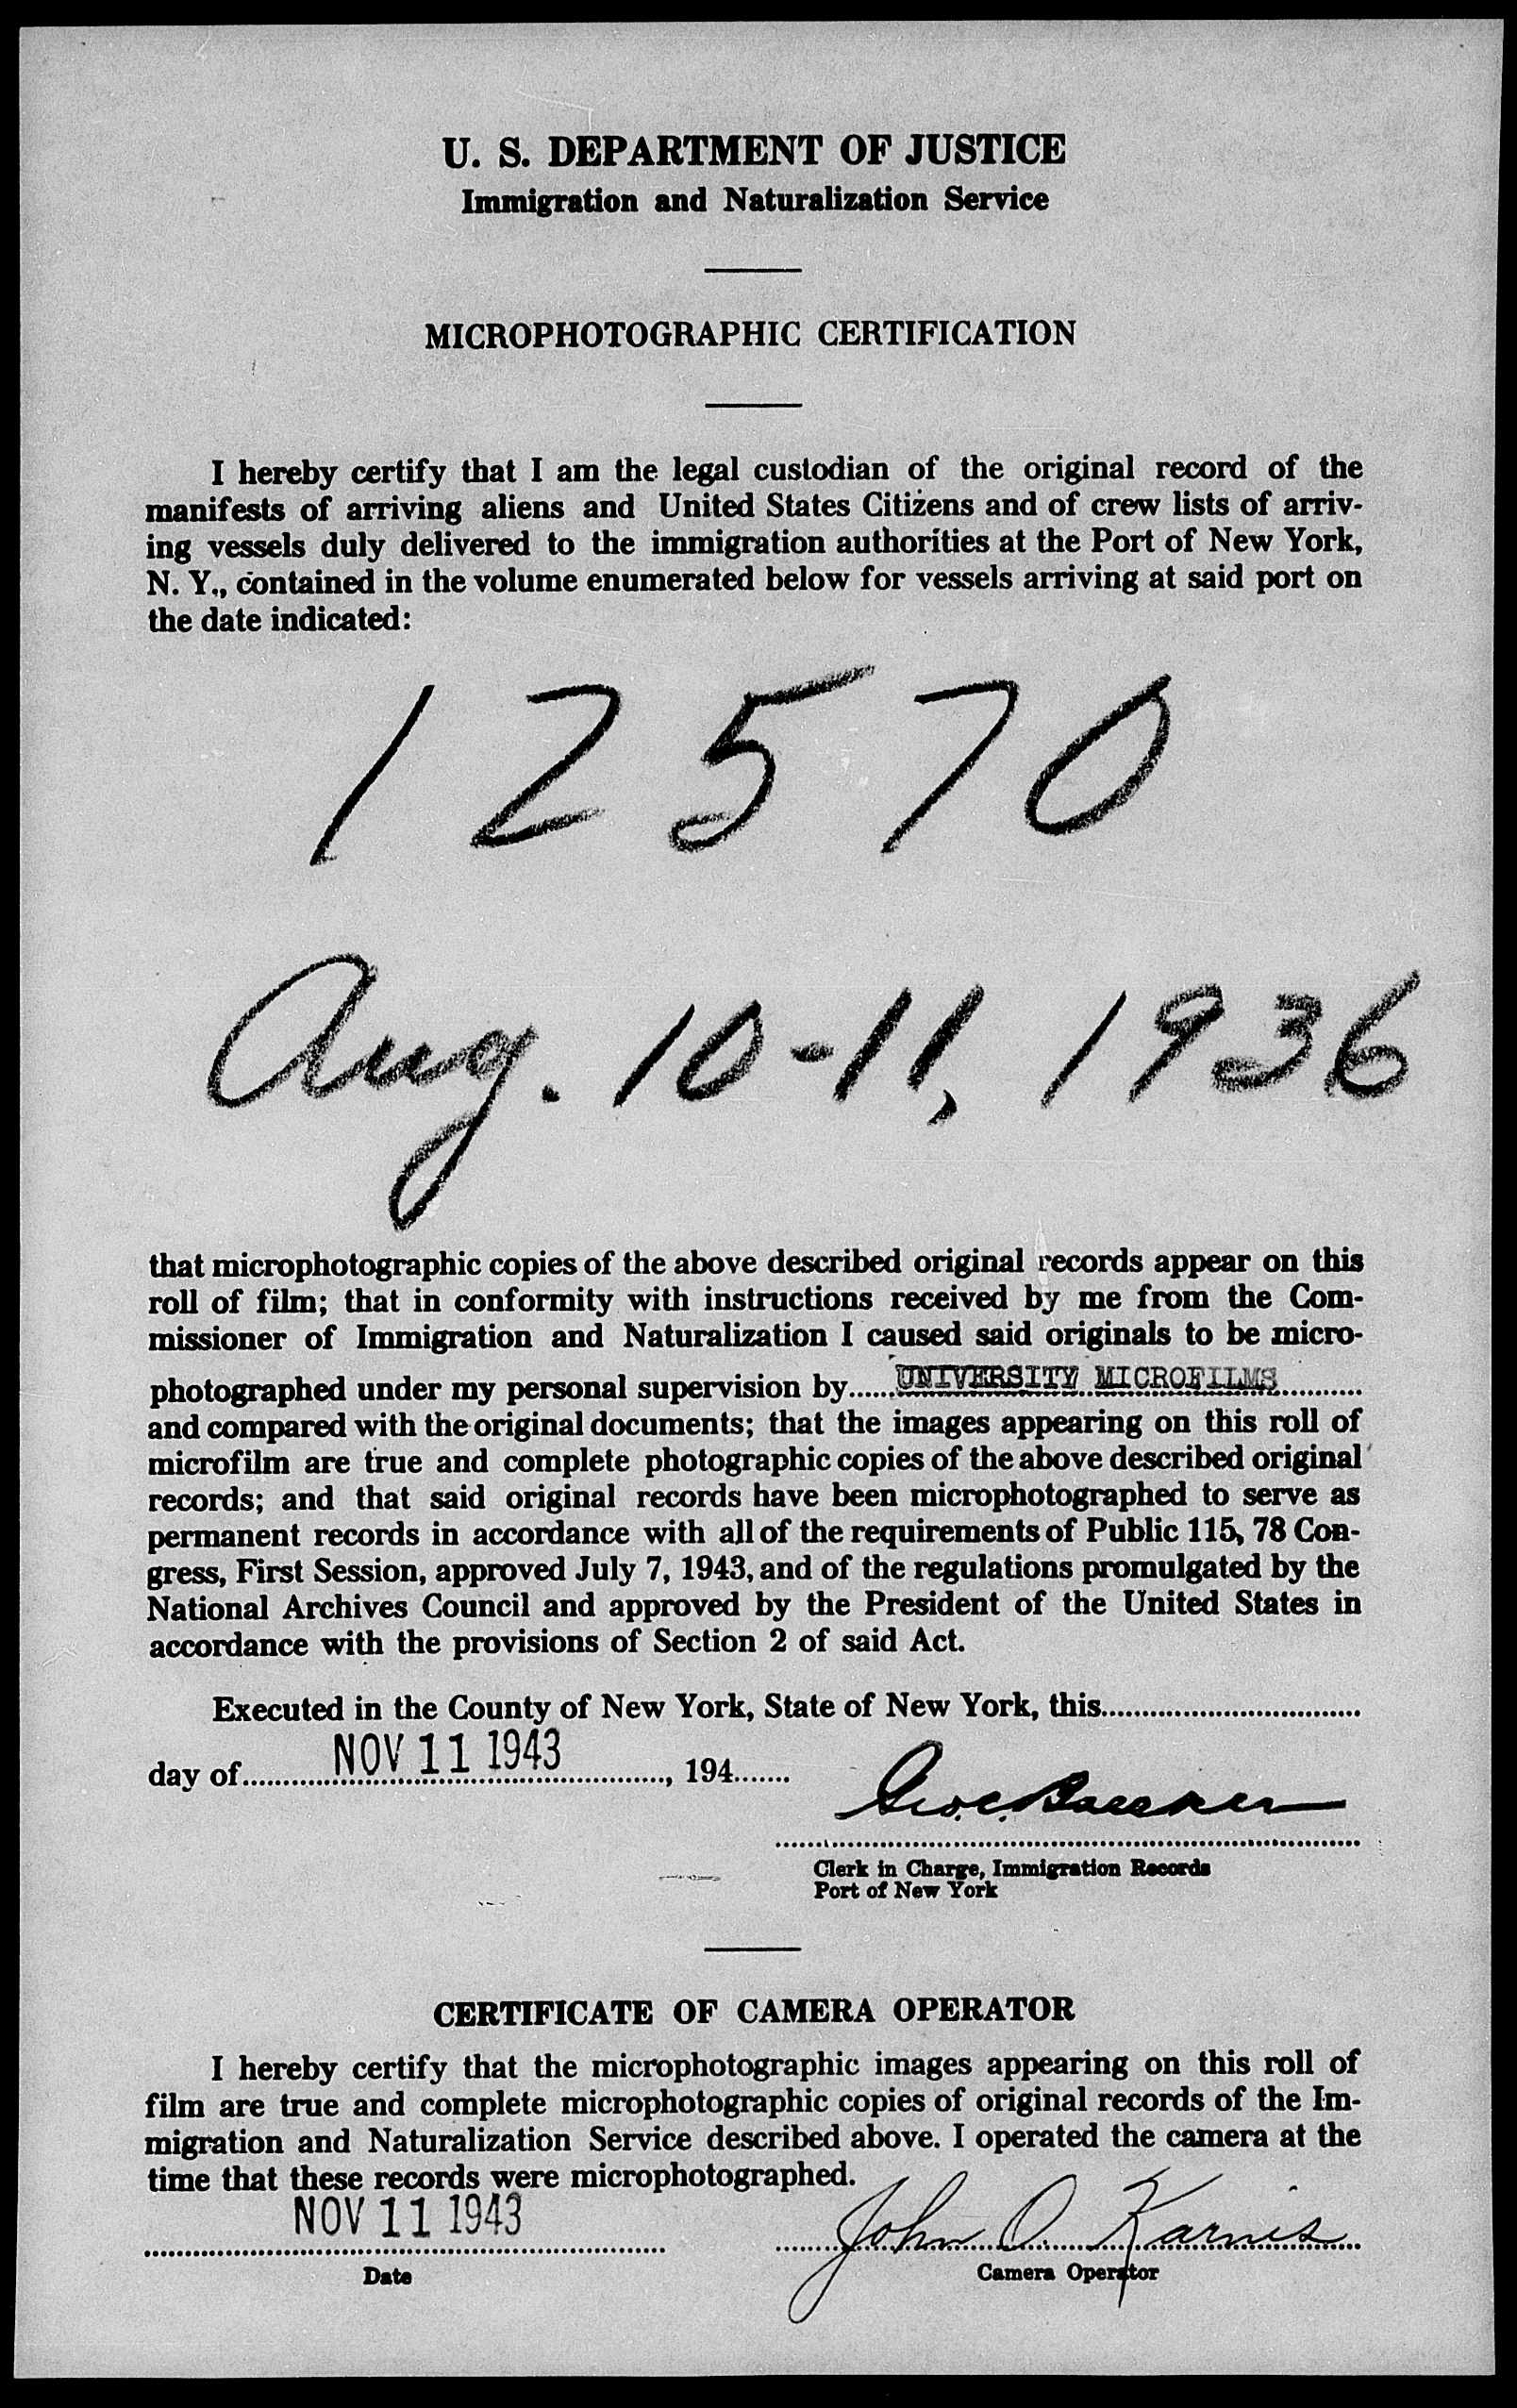 U. S. DEPARTMENT OF JUSTICE
Immigration and Naturalization Service
MICROPHOTOGRAPHIC CERTIFICATION
I hereby certify that I am the legal custodian of the original record of the
manifests of arriving aliens and United States Citizens and of crew lists of arriv-
ing vessels duly delivered to the immigration authorities at the Port of New York,
N. Y., contained in the volume enumerated below for vessels arriving at said port on
the date indicated:
12570
Aug. 10-11, 1936
that microphotographic copies of the above described original records appear on this
roll of film; that in conformity with instructions received by me from the Com-
missioner of Immigration and Naturalization I caused said originals to be micro-
photographed under my personal supervision by......UNIVERSITY MICROFILMS...........
and compared with the original documents; that the images appearing on this roll of
microfilm are true and complete photographic copies of the above described original
records; and that said original records have been microphotographed to serve as
permanent records in accordance with all of the requirements of Public 115, 78 Con-
gress, First Session, approved July 7, 1943, and of the regulations promulgated by the
National Archives Council and approved by the President of the United States in
accordance with the provisions of Section 2 of said Act.
Executed in the County of New York, State of New York, this................................
day of...........NOV 11 1943............, 194.......
Clerk in Charge, Immigration Records
Port of New York
CERTIFICATE OF CAMERA OPERATOR
I hereby certify that the microphotographic images appearing on this roll of
film are true and complete microphotographic copies of original records of the Im-
migration and Naturalization Service described above. I operated the camera at the
time that these records were microphotographed.
NOV 11 1943 John O. Karnis
Date Camera Operator